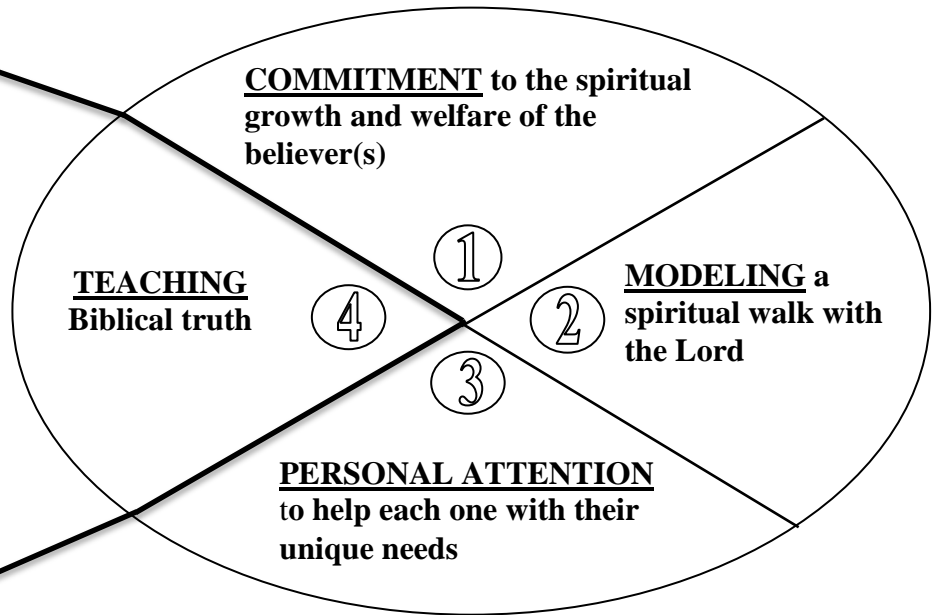 COMMITMENT to the spiritual
growth and welfare of the
believer(s)
1
MODELING a
spiritual walk with
the Lord
2
3
PERSONAL ATTENTION
to help each one with their
unique needs
TEACHING
Biblical truth
4